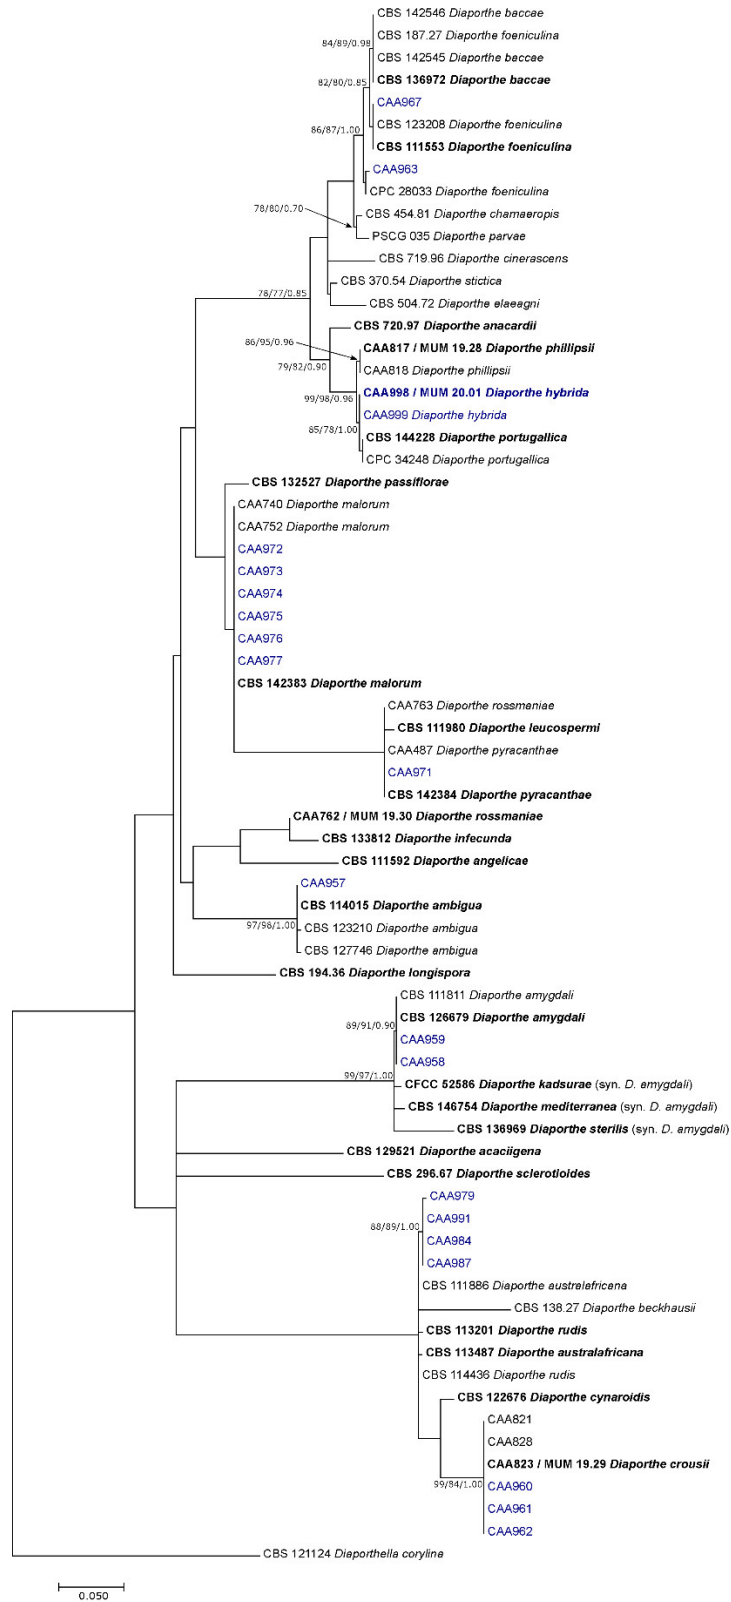 CBS 142546 Diaporthe baccae
CBS 187.27 Diaporthe foeniculina
84/89/0.98
CBS 142545 Diaporthe baccae
CBS 136972 Diaporthe baccae
82/80/0.85
CAA967
CBS 123208 Diaporthe foeniculina
86/87/1.00
CBS 111553 Diaporthe foeniculina
CAA963
CPC 28033 Diaporthe foeniculina
78/80/0.70
CBS 454.81 Diaporthe chamaeropis
PSCG 035 Diaporthe parvae
CBS 719.96 Diaporthe cinerascens
CBS 370.54 Diaporthe stictica
78/77/0.85
CBS 504.72 Diaporthe elaeagni
CBS 720.97 Diaporthe anacardii
86/95/0.96
CAA817 / MUM 19.28 Diaporthe phillipsii
79/82/0.90
CAA818 Diaporthe phillipsii
CAA998 / MUM 20.01 Diaporthe hybrida
99/98/0.96
CAA999 Diaporthe hybrida
85/78/1.00
CBS 144228 Diaporthe portugallica
CPC 34248 Diaporthe portugallica
CBS 132527 Diaporthe passiflorae
CAA740 Diaporthe malorum
CAA752 Diaporthe malorum
CAA972
CAA973
CAA974
CAA975
CAA976
CAA977
CBS 142383 Diaporthe malorum
CAA763 Diaporthe rossmaniae
CBS 111980 Diaporthe leucospermi
CAA487 Diaporthe pyracanthae
CAA971
CBS 142384 Diaporthe pyracanthae
CAA762 / MUM 19.30 Diaporthe rossmaniae
CBS 133812 Diaporthe infecunda
CBS 111592 Diaporthe angelicae
CAA957
CBS 114015 Diaporthe ambigua
97/98/1.00
CBS 123210 Diaporthe ambigua
CBS 127746 Diaporthe ambigua
CBS 194.36 Diaporthe longispora
CBS 111811 Diaporthe amygdali
CBS 126679 Diaporthe amygdali
89/91/0.90
CAA959
CAA958
99/97/1.00
CFCC 52586 Diaporthe kadsurae (syn. D. amygdali)
CBS 146754 Diaporthe mediterranea (syn. D. amygdali)
CBS 136969 Diaporthe sterilis (syn. D. amygdali)
CBS 129521 Diaporthe acaciigena
CBS 296.67 Diaporthe sclerotioides
CAA979
CAA991
88/89/1.00
CAA984
CAA987
CBS 111886 Diaporthe australafricana
CBS 138.27 Diaporthe beckhausii
CBS 113201 Diaporthe rudis
CBS 113487 Diaporthe australafricana
CBS 114436 Diaporthe rudis
CBS 122676 Diaporthe cynaroidis
CAA821
CAA828
CAA823 / MUM 19.29 Diaporthe crousii
99/84/1.00
CAA960
CAA961
CAA962
CBS 121124 Diaporthella corylina
0.050